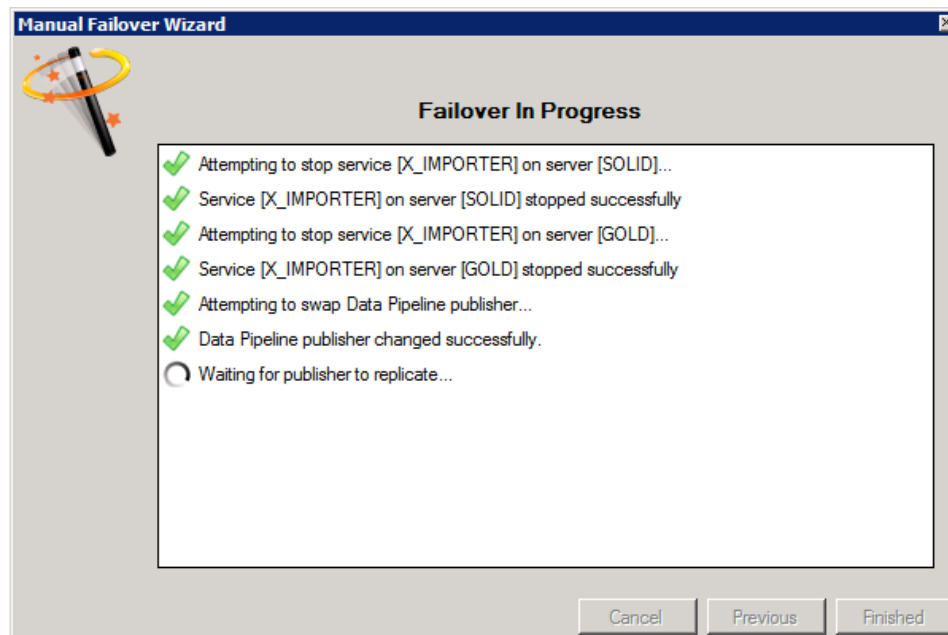 Manual Failover Wizard
Failover In Progress
Attempting to stop service [X_IMPORTER] on server [SOLID]...
Service [X_IMPORTER] on server [SOLID] stopped successfully
Attempting to stop service [X_IMPORTER] on server [GOLD]...
Service [X_IMPORTER] on server [GOLD] stopped successfully
Attempting to swap Data Pipeline publisher...
Data Pipeline publisher changed successfully.
Waiting for publisher to replicate...
Cancel Previous Finished